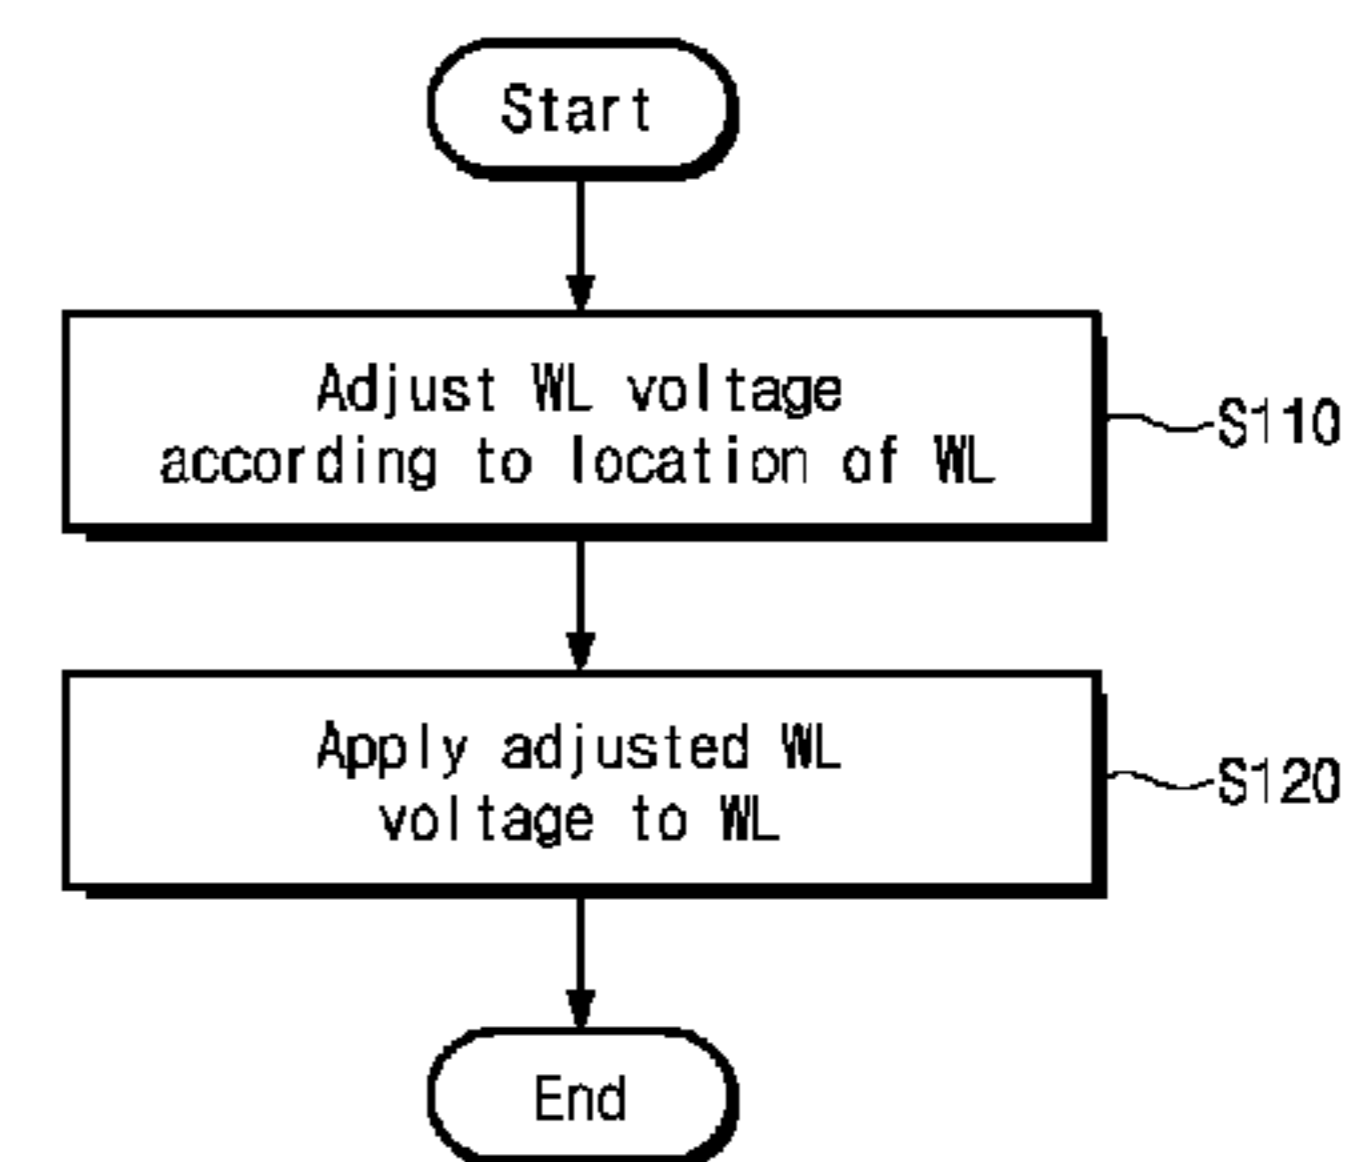 Start
Adjust WL voltage
according to location of WL
S110
Apply adjusted WL
voltage to WL
S120
End